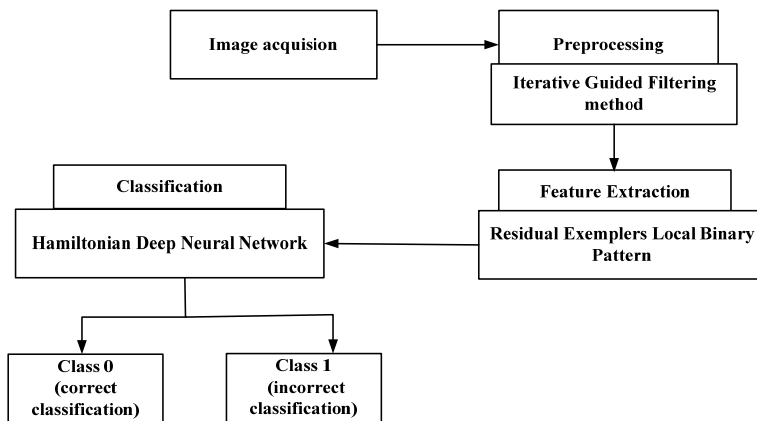 Image acquision
Preprocessing
Iterative Guided Filtering
method
Feature Extraction
Residual Exemplers Local Binary
Pattern
Classification
Hamiltonian Deep Neural Network
Class 0
(correct
classification)
Class 1
(incorrect
classification)